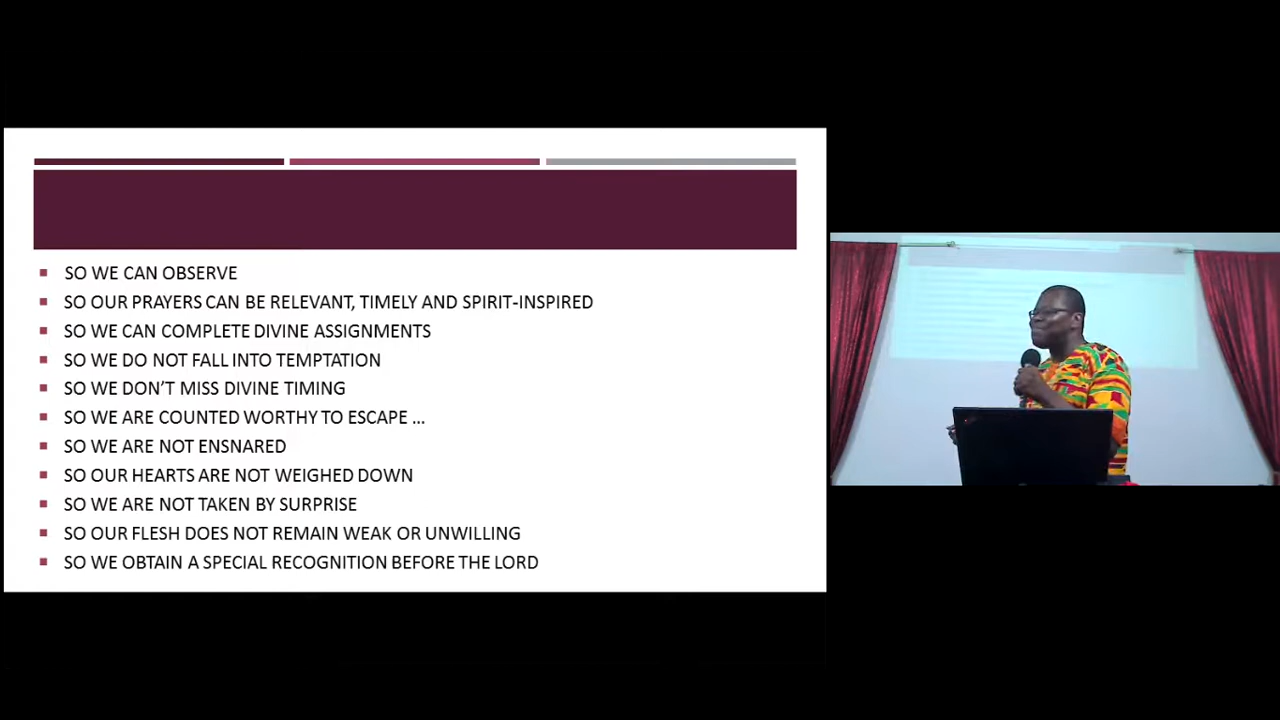 SO WE CAN OBSERVE
SO OUR PRAYERS CAN BE RELEVANT, TIMELY AND SPIRIT-INSPIRED
SO WE CAN COMPLETE DIVINE ASSIGNMENTS
SO WE DO NOT FALL INTO TEMPTATION
SO WE DON’T MISS DIVINE TIMING
SO WE ARE COUNTED WORTHY TO ESCAPE …
SO WE ARE NOT ENSNARED
SO OUR HEARTS ARE NOT WEIGHED DOWN
SO WE ARE NOT TAKEN BY SURPRISE
SO OUR FLESH DOES NOT REMAIN WEAK OR UNWILLING
SO WE OBTAIN A SPECIAL RECOGNITION BEFORE THE LORD